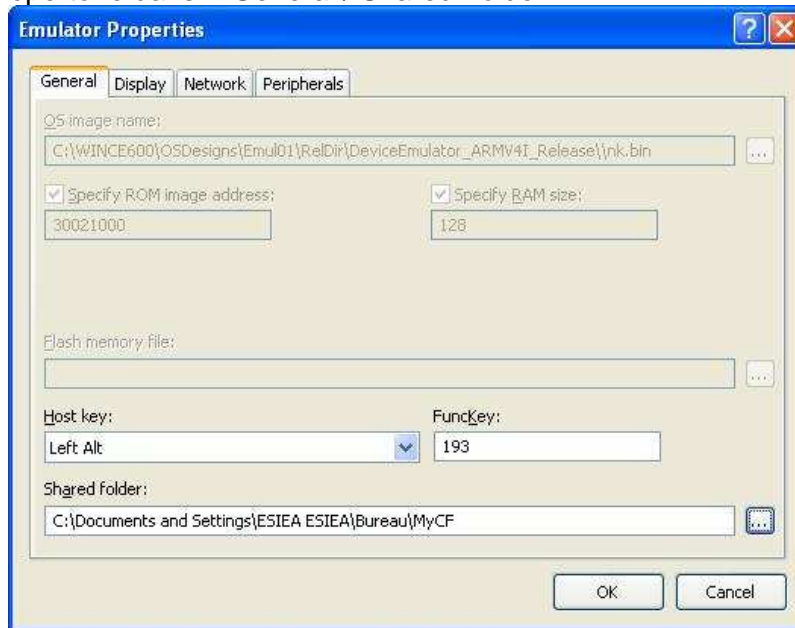 Emulator Properties
General Display Network Peripherals
OS image name:
C:\WINCE600\OSDesigns\Emul01\RelDir\DeviceEmulator_ARMV4I_Release\\nk.bin ...
Specify ROM image address: Specify RAM size:
30021000 128
Flash memory file:
...
Host key: FuncKey:
Left Alt 193
Shared folder:
C:\Documents and Settings\ESIEA ESIEA\Bureau\MyCF ...
OK Cancel